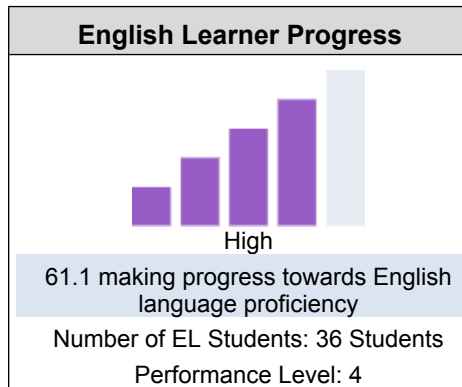 English Learner Progress
High
61.1 making progress towards English
language proficiency
Number of EL Students: 36 Students
Performance Level: 4